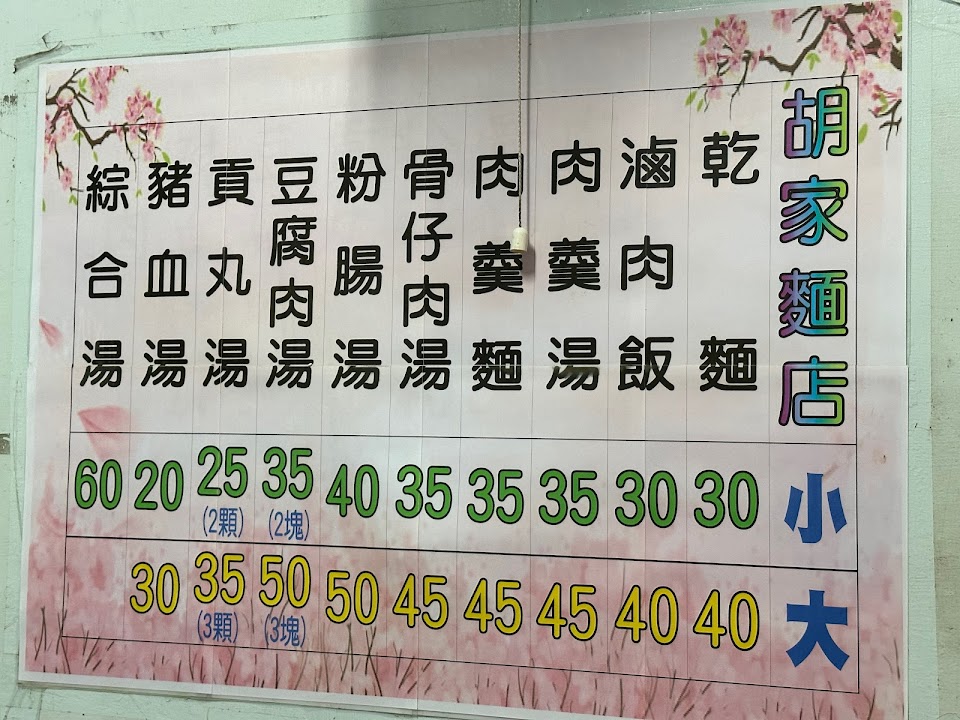 胡家麵店 小 大
乾麵 30 40
滷肉飯 30 40
肉羹湯 35 45
肉羹麵 35 45
骨仔肉湯 35 45
粉腸湯 40 50
豆腐肉湯 35 (2塊) 50 (3塊)
貢丸湯 25 (2顆) 35 (3顆)
豬血湯 20 30
綜合湯 60